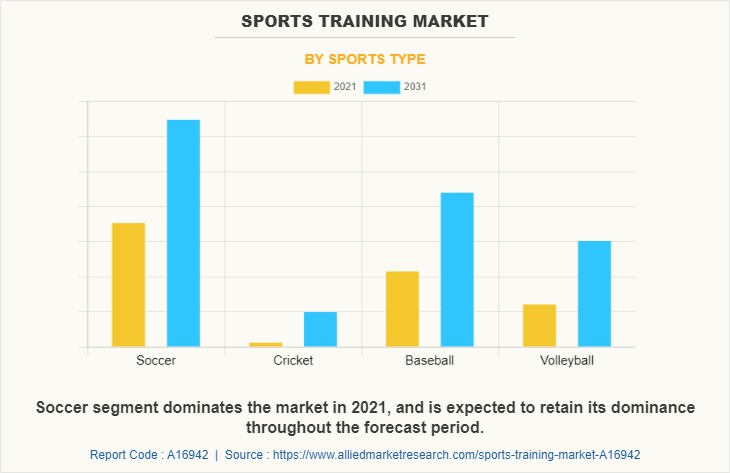 SPORTS TRAINING MARKET
BY SPORTS TYPE
2021 2031
Soccer Cricket Baseball Volleyball
Soccer segment dominates the market in 2021, and is expected to retain its dominance
throughout the forecast period.
Report Code : A16942 | Source : https://www.alliedmarketresearch.com/sports-training-market-A16942